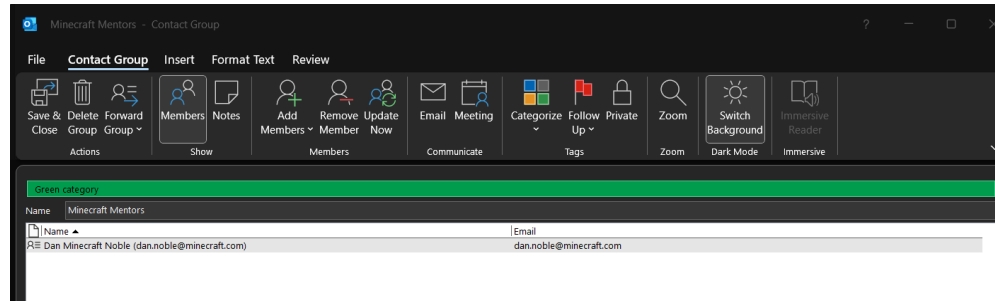 Minecraft Mentors - Contact Group ?
File Contact Group Insert Format Text Review
Save & Close
Delete Group
Forward Group
Members
Notes
Add Members
Remove Member
Update Now
Email
Meeting
Categorize
Follow Up
Private
Zoom
Switch Background
Immersive Reader
Actions Show Members Communicate Tags Zoom Dark Mode Immersive
Green category
Name Minecraft Mentors
Name Email
Dan Minecraft Noble (dan.noble@minecraft.com) dan.noble@minecraft.com